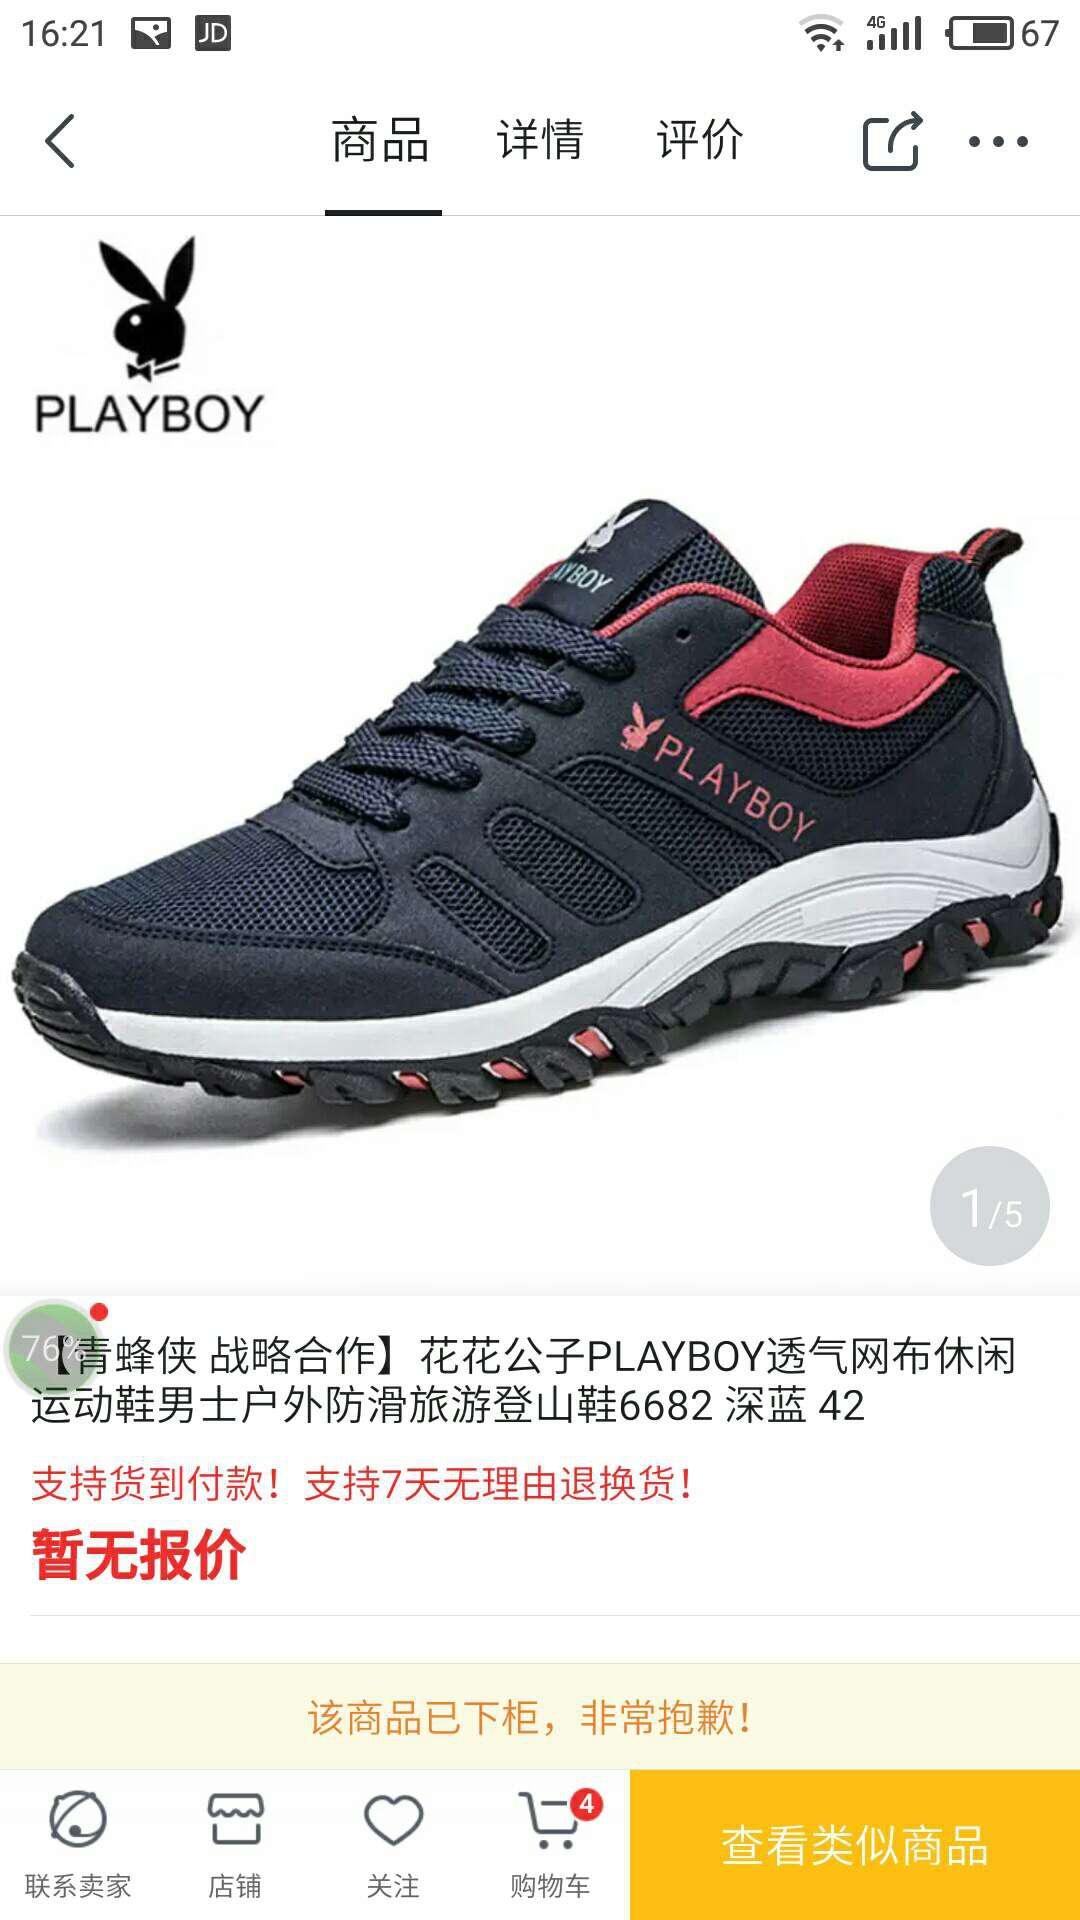 16:21 JD 4G 67
商品 详情 评价
PLAYBOY
PLAYBOY
PLAYBOY
1/5
76%
【青蜂侠 战略合作】花花公子PLAYBOY透气网布休闲
运动鞋男士户外防滑旅游登山鞋6682 深蓝 42
支持货到付款！支持7天无理由退换货！
暂无报价
该商品已下柜，非常抱歉！
4
联系卖家 店铺 关注 购物车 查看类似商品